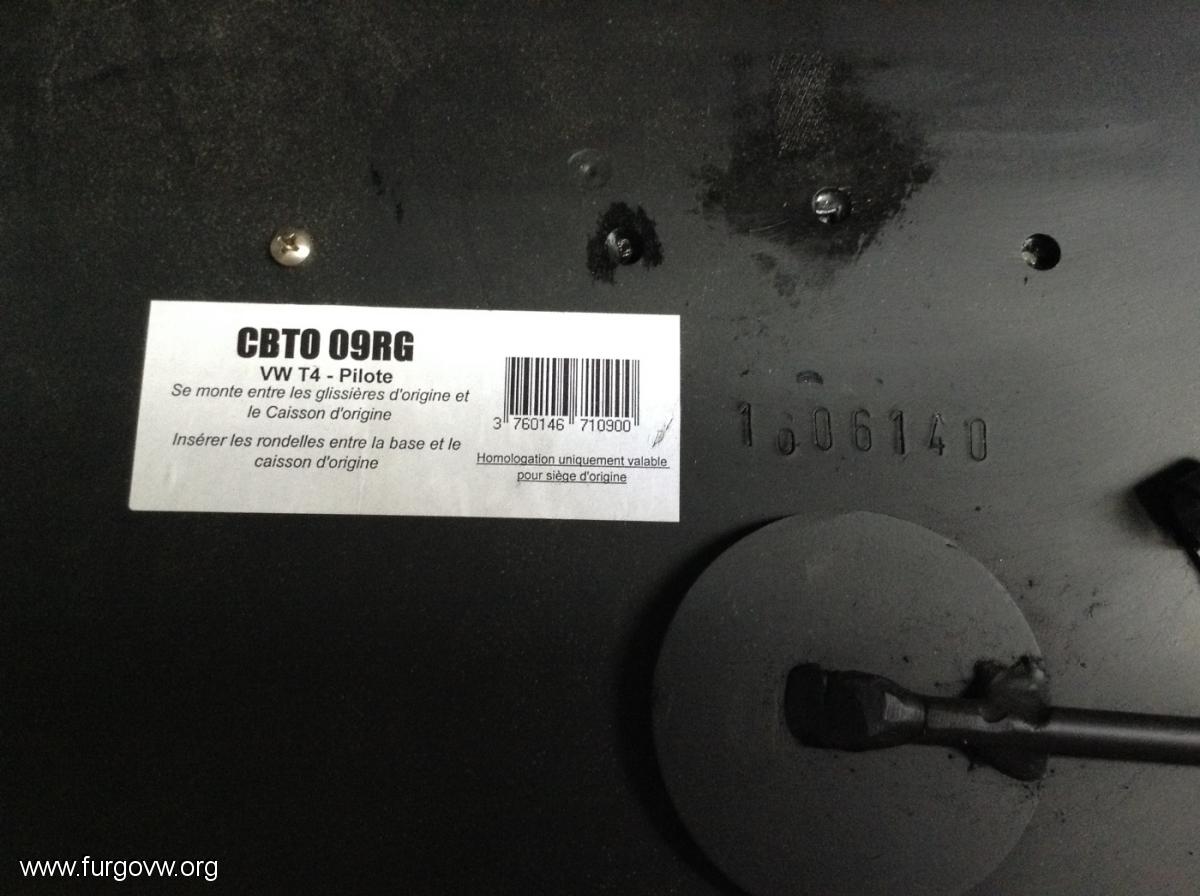 CBTO 09RG
VW T4 - Pilote
Se monte entre les glissières d'origine et
le Caisson d'origine
Insérer les rondelles entre la base et le
caisson d'origine
3 760146 710900
Homologation uniquement valable
pour siège d'origine
1606140
www.furgovw.org